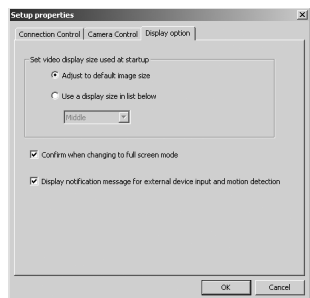 Setup properties
Connection Control Camera Control Display option
Set video display size used at startup
Adjust to default image size
Use a display size in list below
Middle
Confirm when changing to full screen mode
Display notification message for external device input and motion detection
OK Cancel